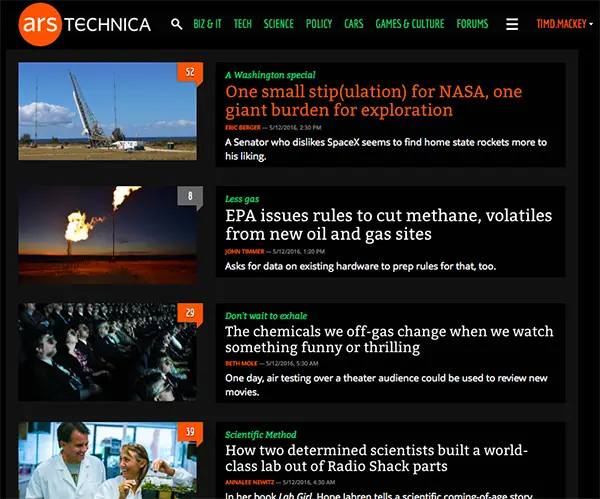 ars TECHNICA
BIZ & IT TECH SCIENCE POLICY CARS GAMES & CULTURE FORUMS
TIMD.MACKEY
52
A Washington special
One small stip(ulation) for NASA, one
giant burden for exploration
ERIC BERGER — 5/12/2016, 2:30 PM
A Senator who dislikes SpaceX seems to find home state rockets more to
his liking.
8
Less gas
EPA issues rules to cut methane, volatiles
from new oil and gas sites
JOHN TIMMER — 5/12/2016, 1:20 PM
Asks for data on existing hardware to prep rules for that, too.
29
Don't wait to exhale
The chemicals we off-gas change when we watch
something funny or thrilling
BETH MOLE — 5/12/2016, 5:30 AM
One day, air testing over a theater audience could be used to review new
movies.
39
Scientific Method
How two determined scientists built a world-
class lab out of Radio Shack parts
ANNALEE NEWITZ — 5/12/2016, 4:30 AM
In her book Lab Girl, Hope Jahren tells a scientific coming-of-age story